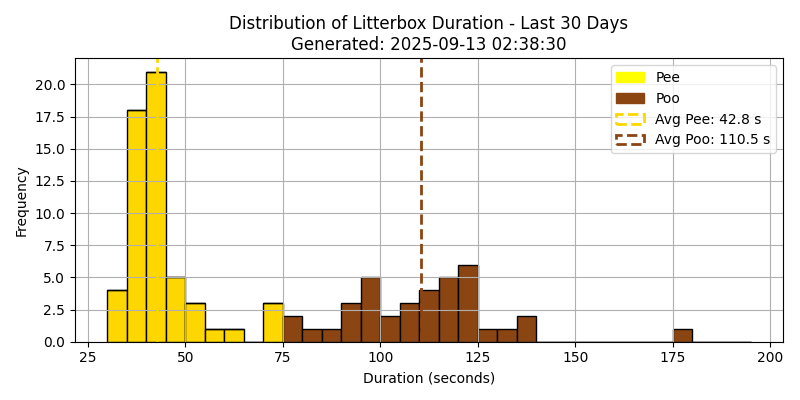 Distribution of Litterbox Duration - Last 30 Days
Generated: 2025-09-13 02:38:30
Pee
Poo
Avg Pee: 42.8 s
Avg Poo: 110.5 s
Frequency
20.0
17.5
15.0
12.5
10.0
7.5
5.0
2.5
0.0
25 50 75 100 125 150 175 200
Duration (seconds)